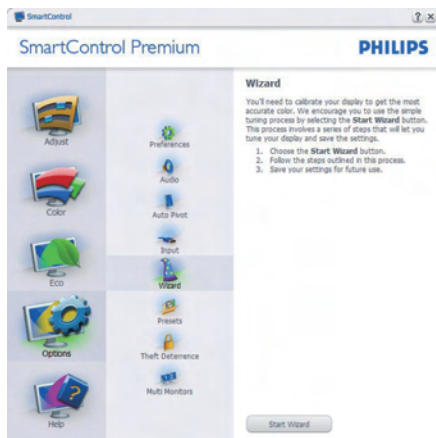 SmartControl
? x
SmartControl Premium
PHILIPS
Adjust
Color
Eco
Options
Help
Preferences
Audio
Auto Pivot
Input
Wizard
Presets
Theft Deterrence
Multi Monitors
Wizard
You'll need to calibrate your display to get the most
accurate color. We encourage you to use the simple
tuning process by selecting the Start Wizard button.
This process involves a series of steps that will let you
tune your display and save the settings.
1. Choose the Start Wizard button.
2. Follow the steps outlined in this process.
3. Save your settings for future use.
Start Wizard